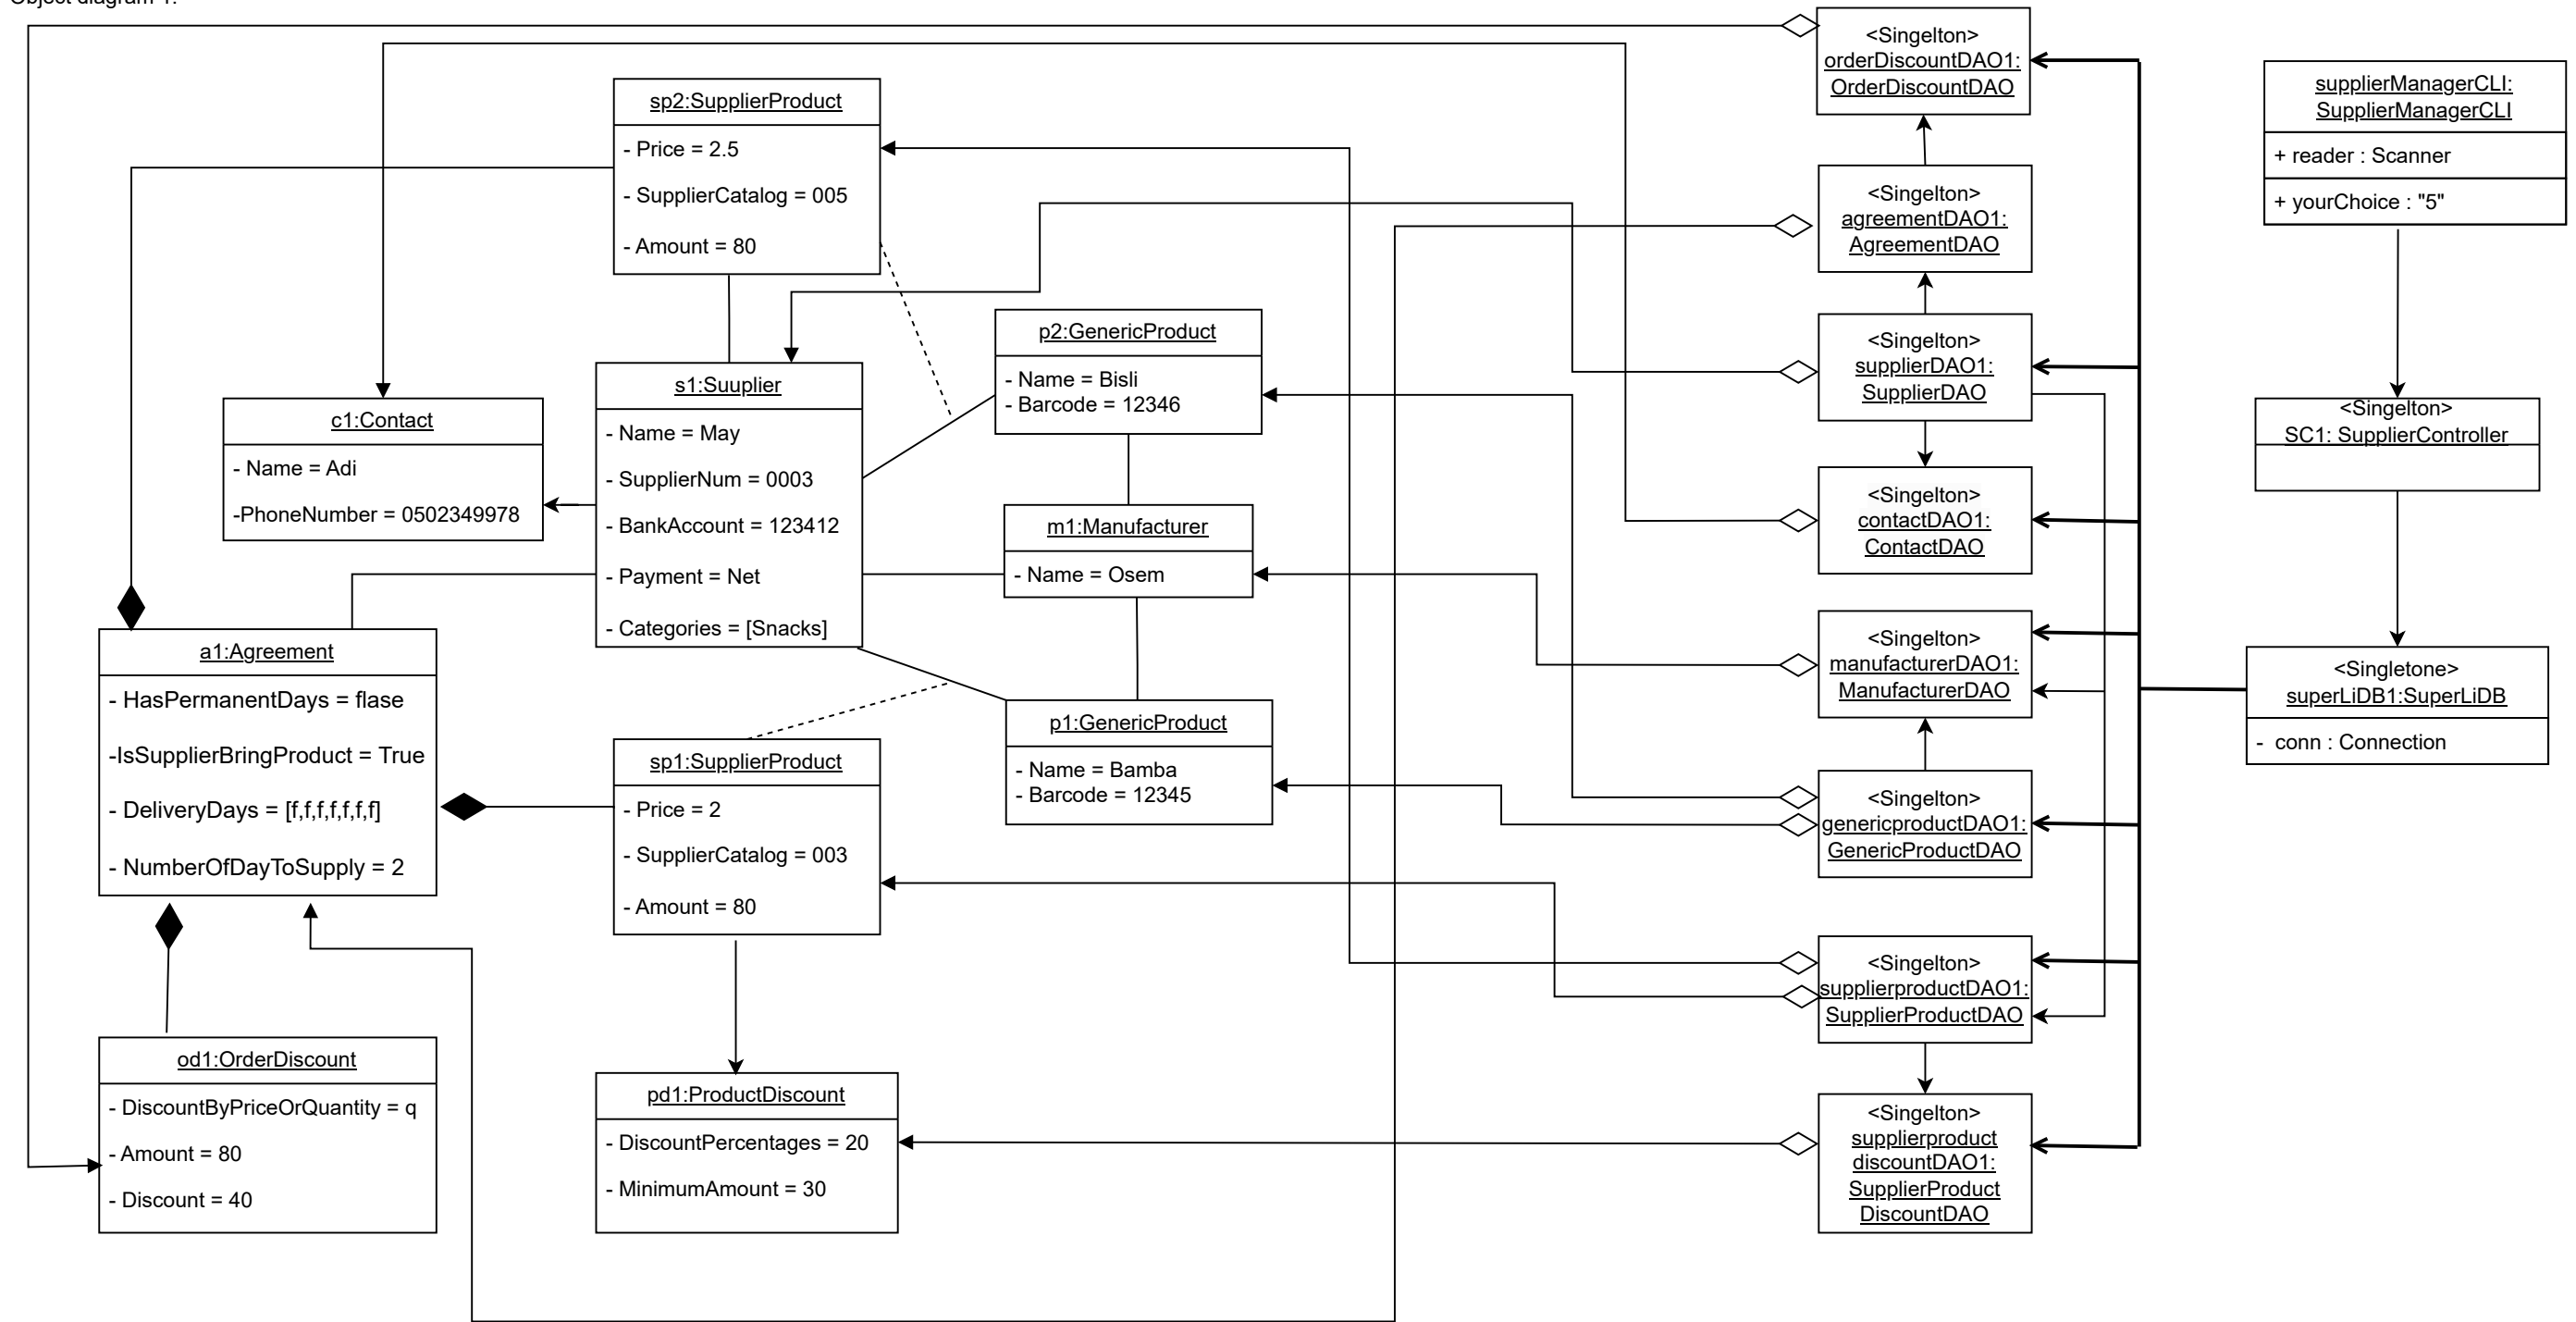 Object diagram 1:
<Singelton>
orderDiscountDAO1:
OrderDiscountDAO
supplierManagerCLI:
SupplierManagerCLI
+ reader : Scanner
+ yourChoice : "5"
sp2:SupplierProduct
- Price = 2.5
- SupplierCatalog = 005
- Amount = 80
<Singelton>
agreementDAO1:
AgreementDAO
p2:GenericProduct
- Name = Bisli
- Barcode = 12346
<Singelton>
supplierDAO1:
SupplierDAO
s1:Suuplier
- Name = May
- SupplierNum = 0003
- BankAccount = 123412
- Payment = Net
- Categories = [Snacks]
c1:Contact
- Name = Adi
-PhoneNumber = 0502349978
<Singelton>
SC1: SupplierController
<Singelton>
contactDAO1:
ContactDAO
m1:Manufacturer
- Name = Osem
<Singelton>
manufacturerDAO1:
ManufacturerDAO
<Singletone>
superLiDB1:SuperLiDB
- conn : Connection
a1:Agreement
- HasPermanentDays = flase
-IsSupplierBringProduct = True
- DeliveryDays = [f,f,f,f,f,f,f]
- NumberOfDayToSupply = 2
p1:GenericProduct
- Name = Bamba
- Barcode = 12345
sp1:SupplierProduct
- Price = 2
- SupplierCatalog = 003
- Amount = 80
<Singelton>
genericproductDAO1:
GenericProductDAO
<Singelton>
supplierproductDAO1:
SupplierProductDAO
od1:OrderDiscount
- DiscountByPriceOrQuantity = q
- Amount = 80
- Discount = 40
pd1:ProductDiscount
- DiscountPercentages = 20
- MinimumAmount = 30
<Singelton>
supplierproduct
discountDAO1:
SupplierProduct
DiscountDAO